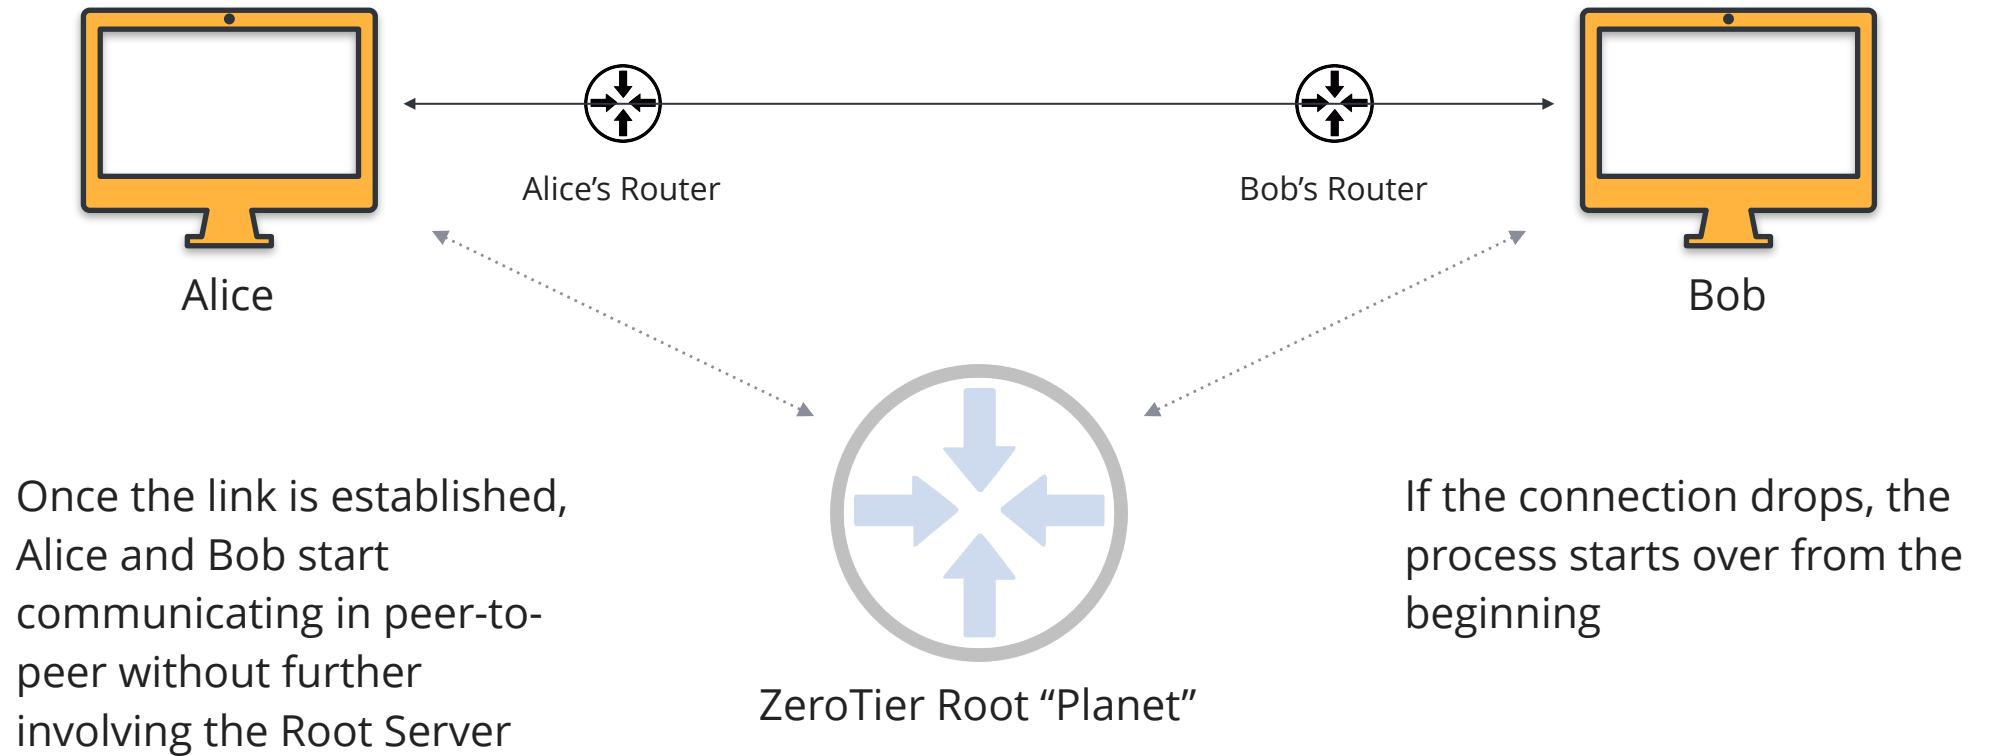 Alice’s Router
Bob’s Router
Alice
Bob
Once the link is established,
Alice and Bob start
communicating in peer-to-
peer without further
involving the Root Server
If the connection drops, the
process starts over from the
beginning
ZeroTier Root “Planet”